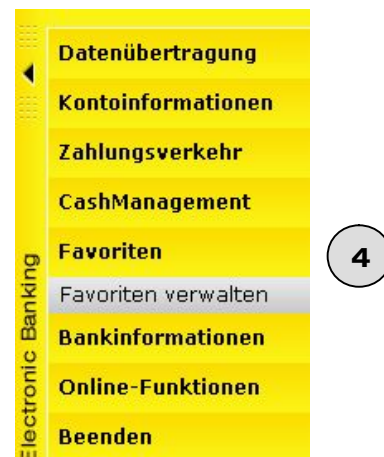 Datenübertragung
Kontoinformationen
Zahlungsverkehr
CashManagement
Favoriten
Favoriten verwalten
Bankinformationen
Online-Funktionen
Beenden
Electronic Banking
4